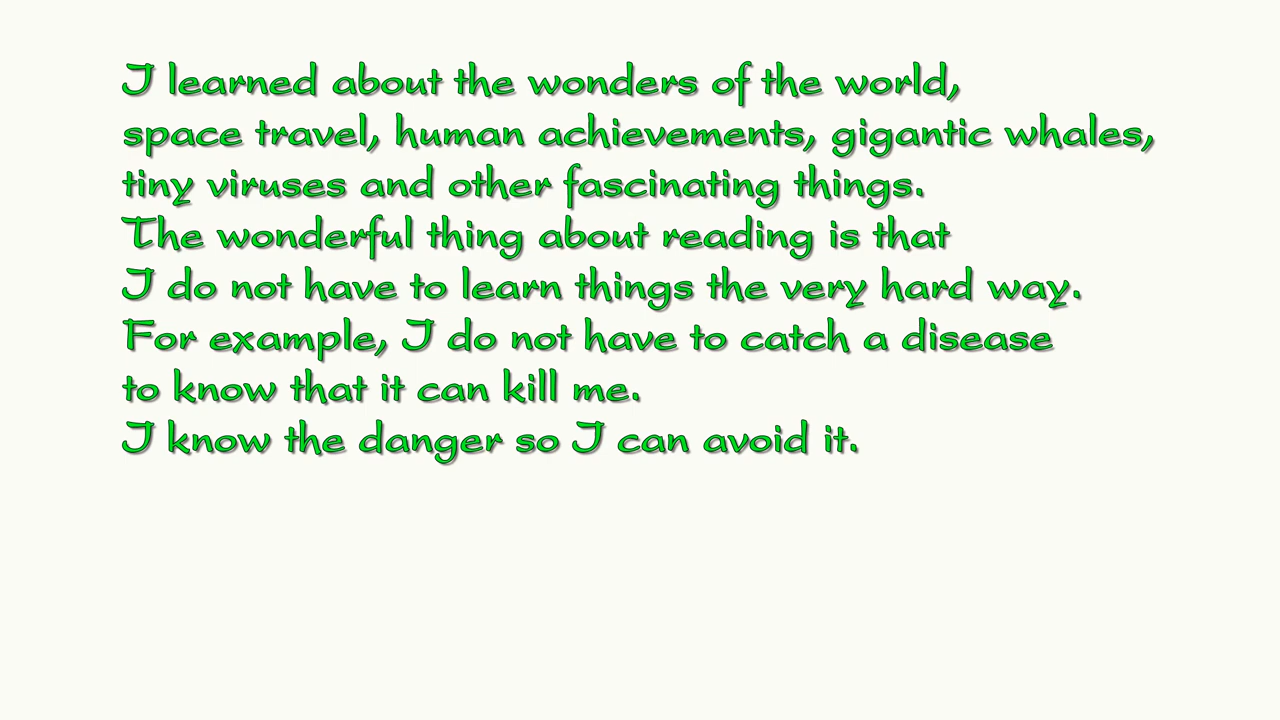 I learned about the wonders of the world,
space travel, human achievements, gigantic whales,
tiny viruses and other fascinating things.
The wonderful thing about reading is that
I do not have to learn things the very hard way.
For example, I do not have to catch a disease
to know that it can kill me.
I know the danger so I can avoid it.